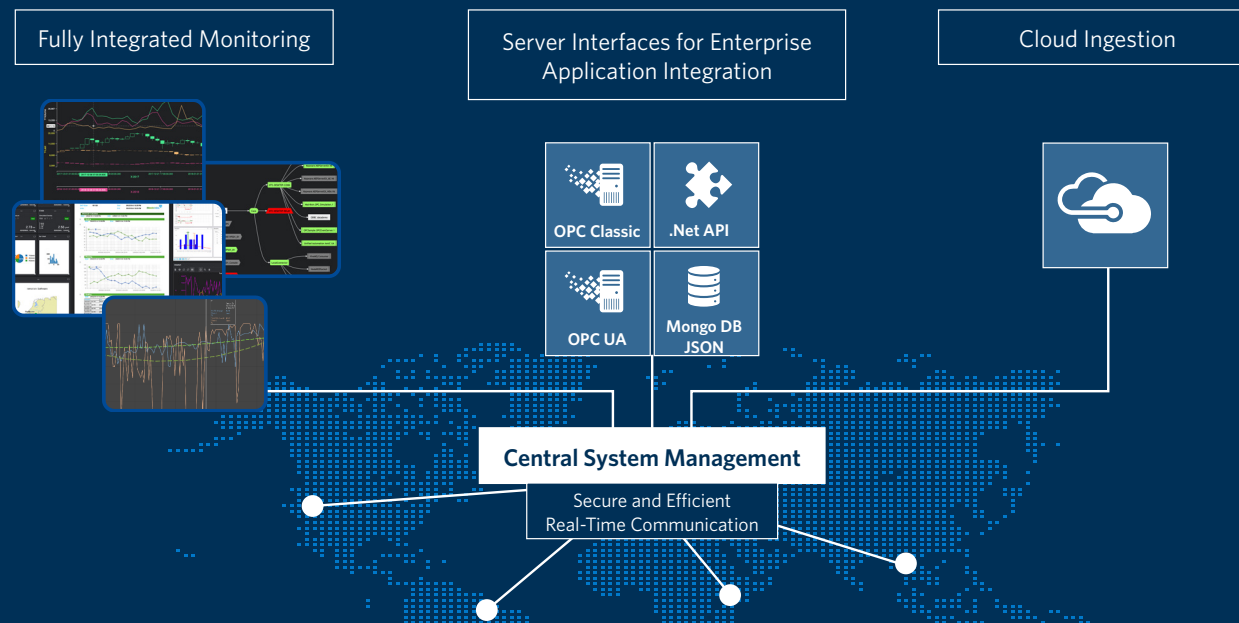 Fully Integrated Monitoring
Server Interfaces for Enterprise
Application Integration
Cloud Ingestion
OPC Classic
.Net API
OPC UA
Mongo DB
JSON
Central System Management
Secure and Efficient
Real-Time Communication